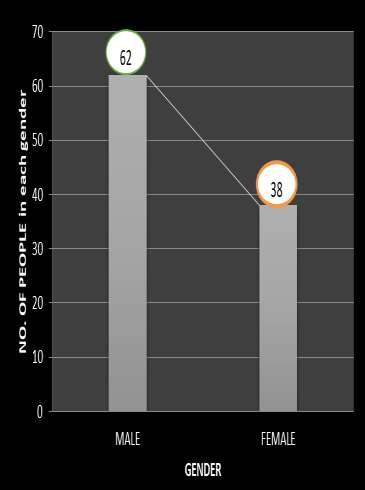 NO. OF PEOPLE in each gender
70
60
50
40
30
20
10
0
62
38
MALE
FEMALE
GENDER